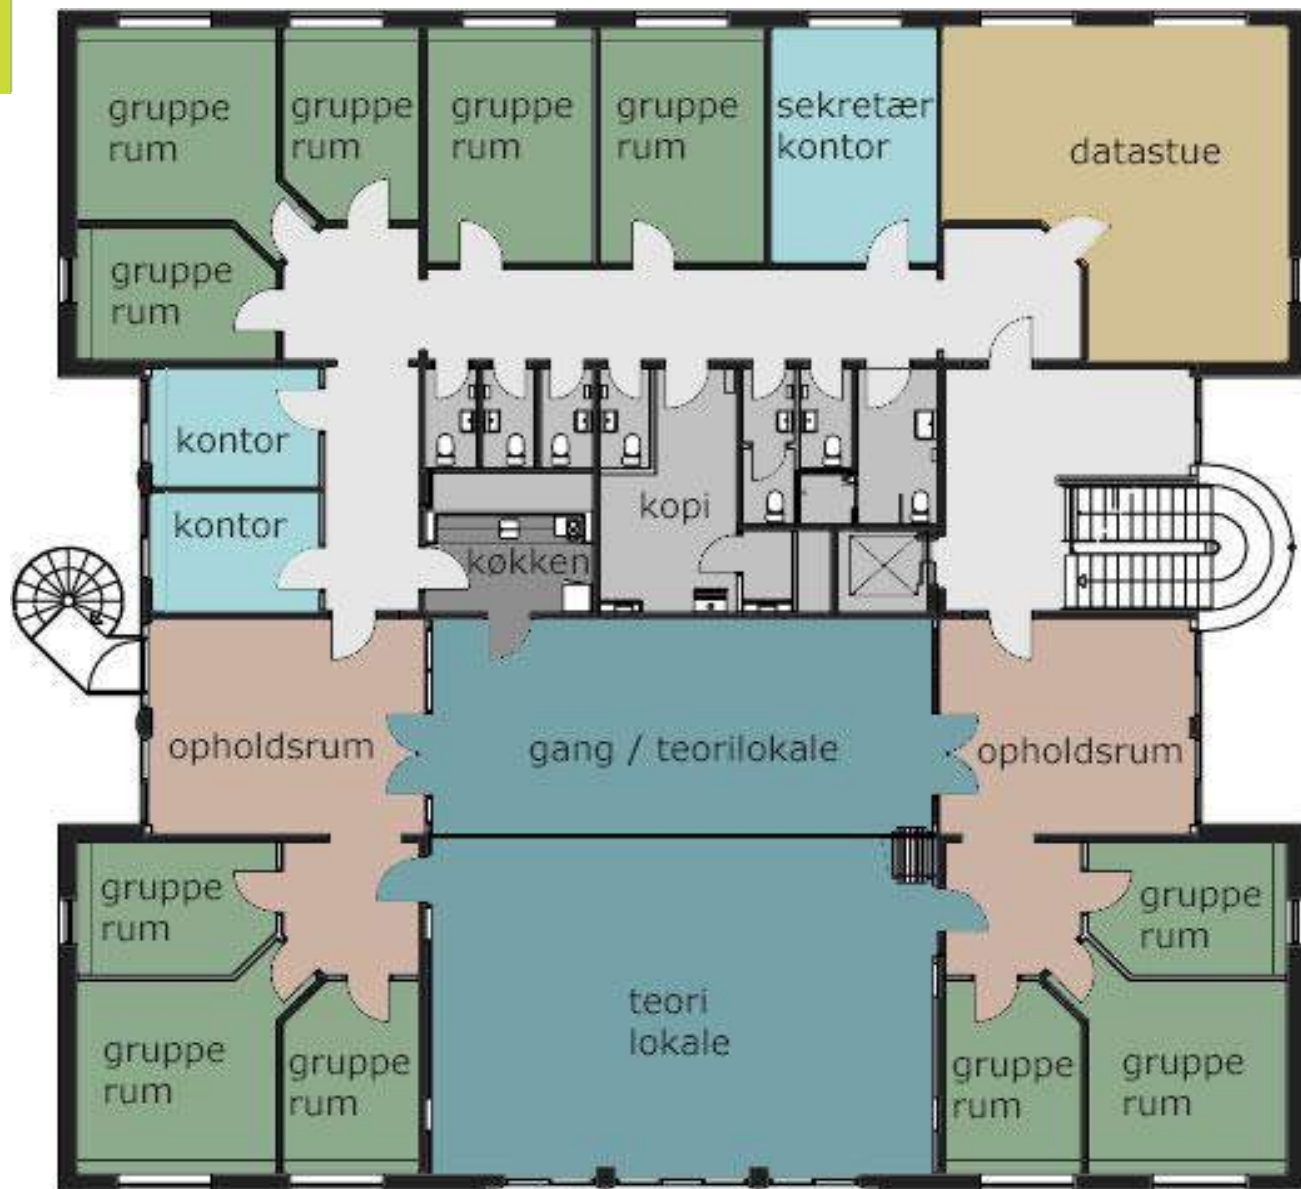 gruppe
rum
gruppe
rum
gruppe
rum
gruppe
rum
sekretær
kontor
datastue
gruppe
rum
kontor
kontor
kopi
køkken
opholdsrum
gang / teorilokale
opholdsrum
gruppe
rum
gruppe
rum
teori
lokale
gruppe
rum
gruppe
rum
gruppe
rum
gruppe
rum